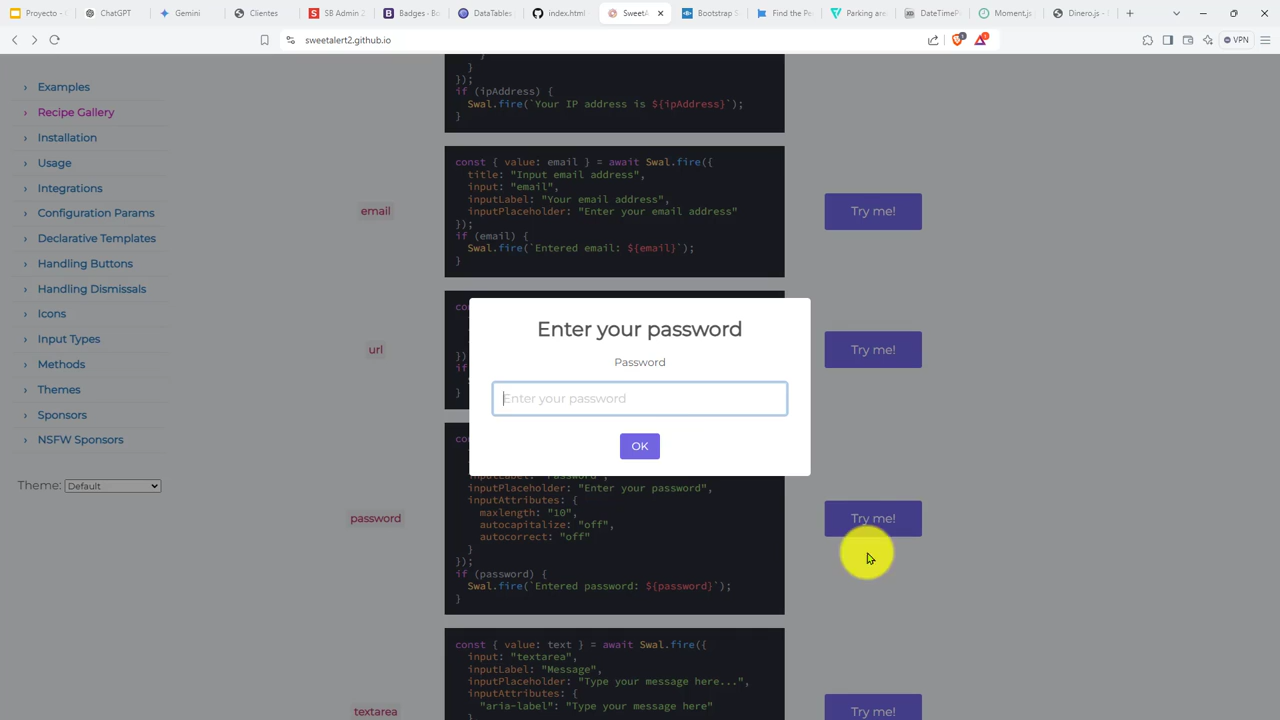 Proyecto -
ChatGPT
Gemini
Clientes
SB Admin 2
Badges - Bo
DataTables
index.html
SweetA
Bootstrap S
Find the Pe
Parking are
DateTimePi
Moment.js
Dinero.js -
sweetalert2.github.io
VPN
Examples
Recipe Gallery
Installation
Usage
Integrations
Configuration Params
Declarative Templates
Handling Buttons
Handling Dismissals
Icons
Input Types
Methods
Themes
Sponsors
NSFW Sponsors
Theme: Default
}
}
});
if (ipAddress) {
Swal.fire(`Your IP address is ${ipAddress}`);
}
email
const { value: email } = await Swal.fire({
title: "Input email address",
input: "email",
inputLabel: "Your email address",
inputPlaceholder: "Enter your email address"
});
if (email) {
Swal.fire(`Entered email: ${email}`);
}
Try me!
url
Try me!
Enter your password
Password
Enter your password
OK
password
inputPlaceholder: "Enter your password",
inputAttributes: {
maxlength: "10",
autocapitalize: "off",
autocorrect: "off"
}
});
if (password) {
Swal.fire(`Entered password: ${password}`);
}
Try me!
textarea
const { value: text } = await Swal.fire({
input: "textarea",
inputLabel: "Message",
inputPlaceholder: "Type your message here...",
inputAttributes: {
"aria-label": "Type your message here"
Try me!